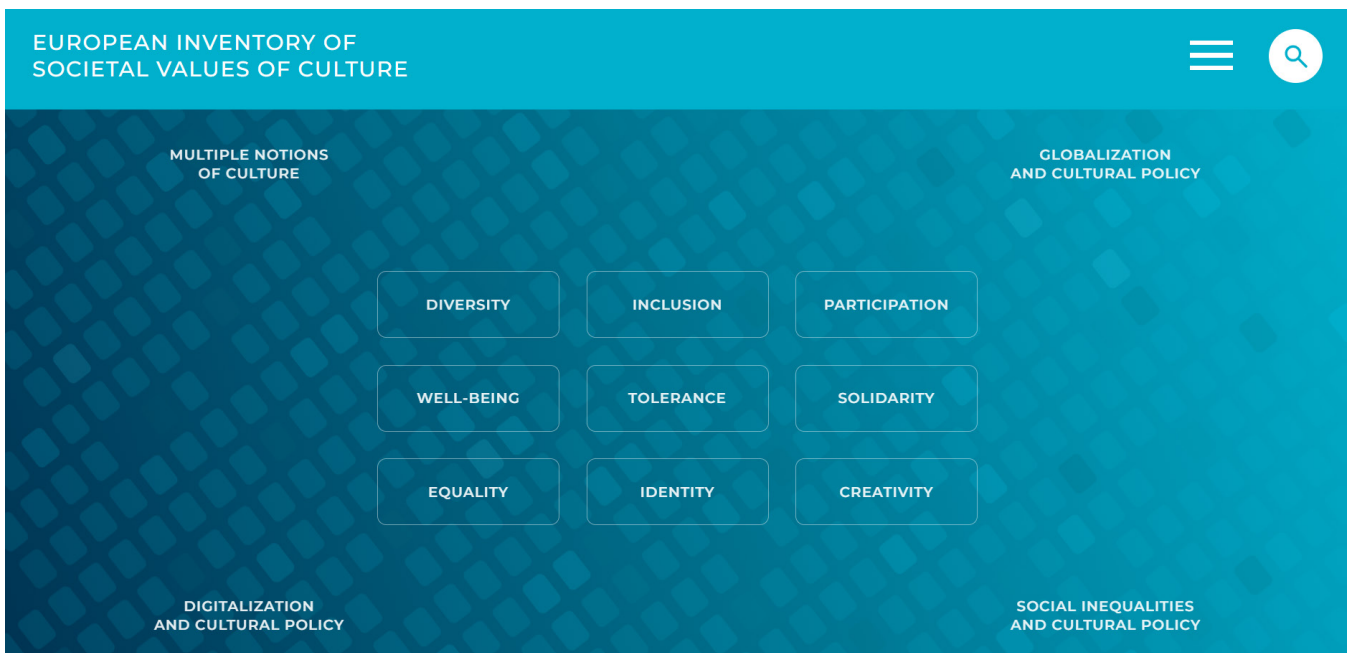 EUROPEAN INVENTORY OF
SOCIETAL VALUES OF CULTURE
MULTIPLE NOTIONS
OF CULTURE
GLOBALIZATION
AND CULTURAL POLICY
DIVERSITY
INCLUSION
PARTICIPATION
WELL-BEING
TOLERANCE
SOLIDARITY
EQUALITY
IDENTITY
CREATIVITY
DIGITALIZATION
AND CULTURAL POLICY
SOCIAL INEQUALITIES
AND CULTURAL POLICY